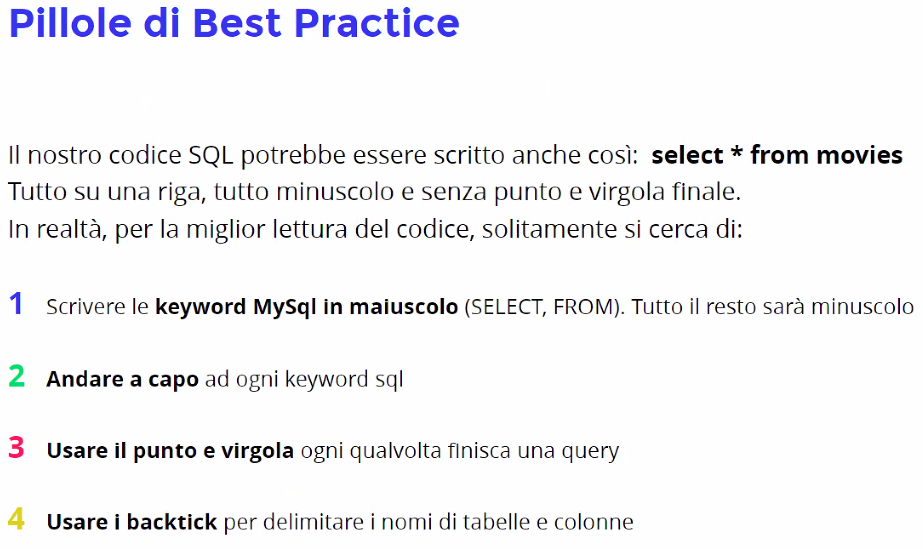 Pillole di Best Practice
Il nostro codice SQL potrebbe essere scritto anche così: select * from movies
Tutto su una riga, tutto minuscolo e senza punto e virgola finale.
In realtà, per la miglior lettura del codice, solitamente si cerca di:
1 Scrivere le keyword MySql in maiuscolo (SELECT, FROM). Tutto il resto sarà minuscolo
2 Andare a capo ad ogni keyword sql
3 Usare il punto e virgola ogni qualvolta finisca una query
4 Usare i backtick per delimitare i nomi di tabelle e colonne